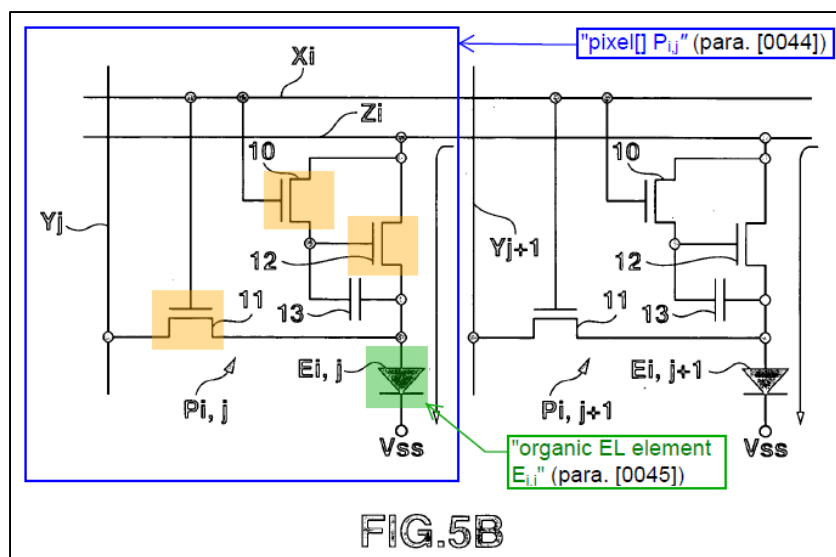 "pixel[] Pi,j" (para. [0044])
Xi
Zi
10
10
Yj
Yj+1
12
12
11
13
11
13
Ei, j
Ei, j+1
Pi, j
Pi, j+1
Vss
Vss
"organic EL element
Ei,j" (para. [0045])
FIG.5B